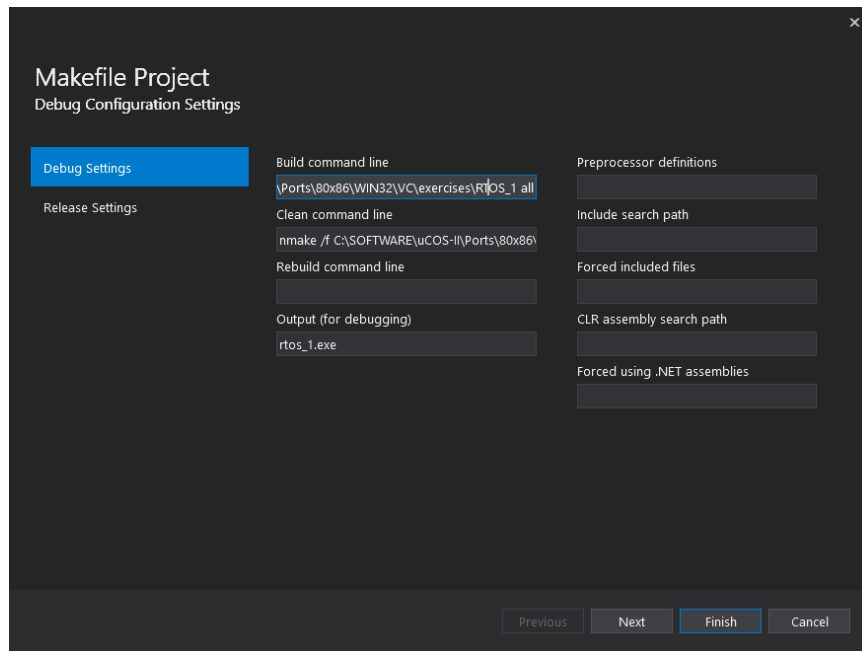 Makefile Project
Debug Configuration Settings
Debug Settings
Release Settings
Build command line
\Ports\80x86\WIN32\VC\exercises\RTOS_1 all
Clean command line
nmake /f C:\SOFTWARE\uCOS-II\Ports\80x86\
Rebuild command line
Output (for debugging)
rtos_1.exe
Preprocessor definitions
Include search path
Forced included files
CLR assembly search path
Forced using .NET assemblies
Previous
Next
Finish
Cancel